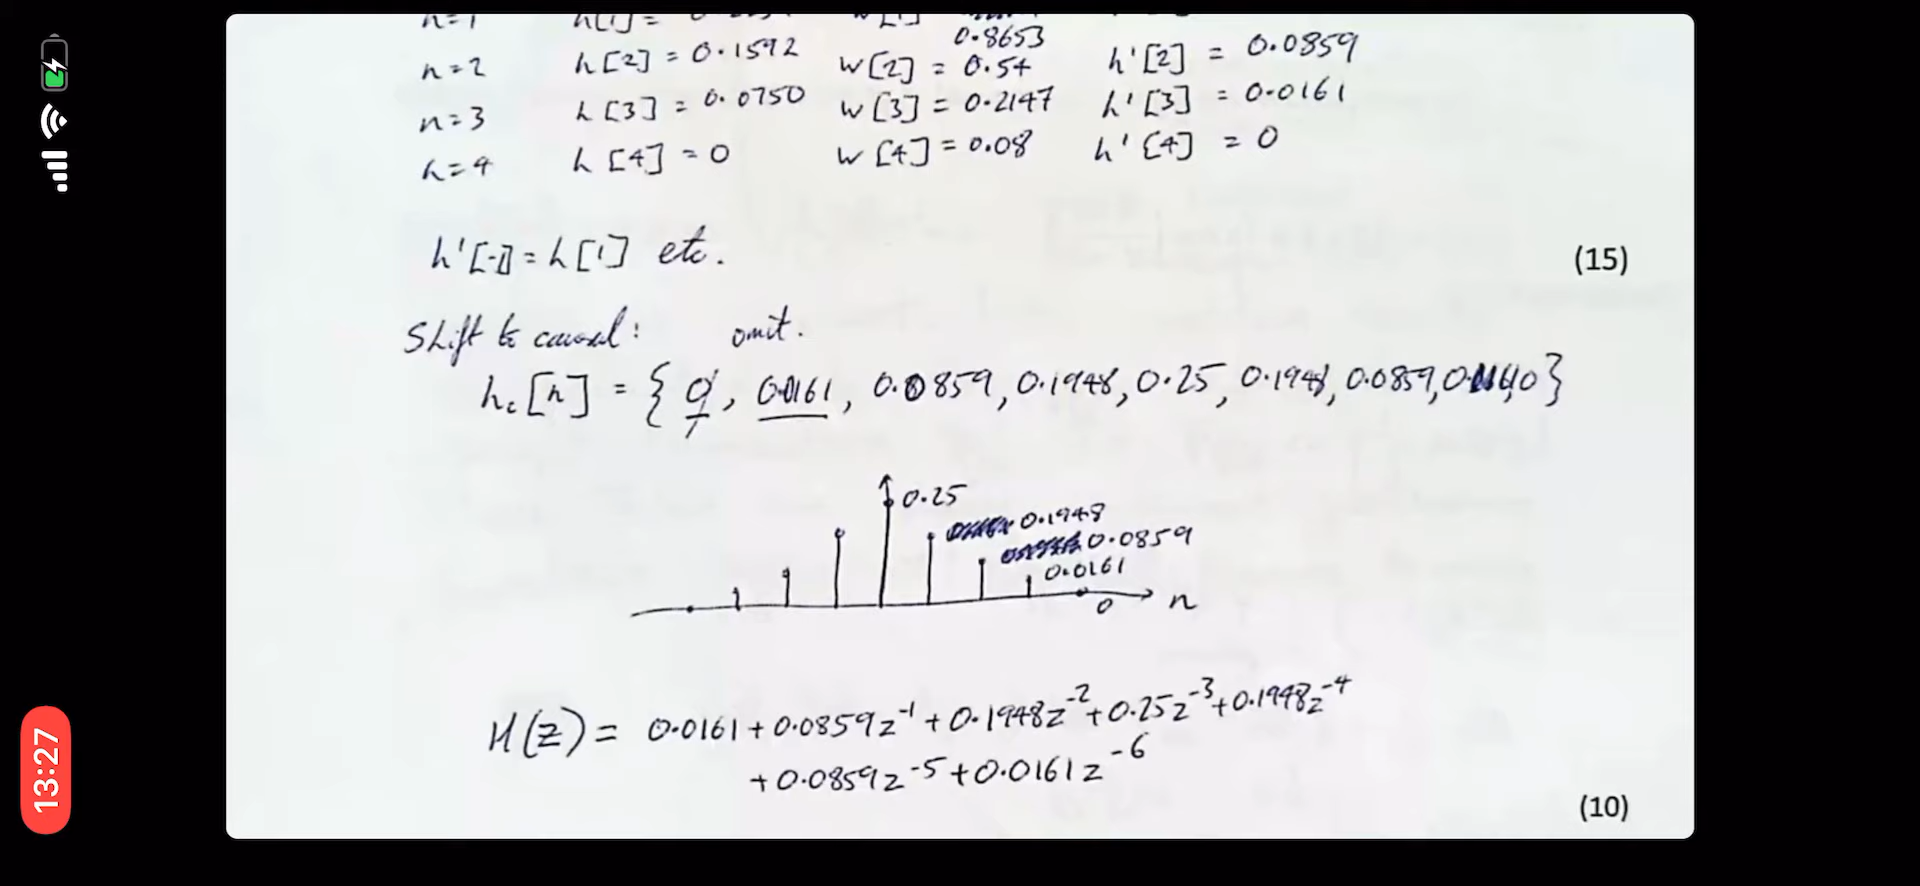 n=1 h[1] =
0.8653
n=2 h[2] = 0.1592 w[2] = 0.54 h'[2] = 0.0859
n=3 h[3] = 0.0750 w[3] = 0.2147 h'[3] = 0.0161
n=4 h[4] = 0 w[4] = 0.08 h'[4] = 0
h'[-1] = h[1] etc.
(15)
Shift to causal: omit.
hc[n] = { 0, 0.0161, 0.0859, 0.1948, 0.25, 0.1948, 0.0859, 0}
0.25
0.1948
0.0859
0.0161
0 n
H(z) = 0.0161 + 0.0859z⁻¹ + 0.1948z⁻² + 0.25z⁻³ + 0.1948z⁻⁴
+ 0.0859z⁻⁵ + 0.0161z⁻⁶
(10)
13:27